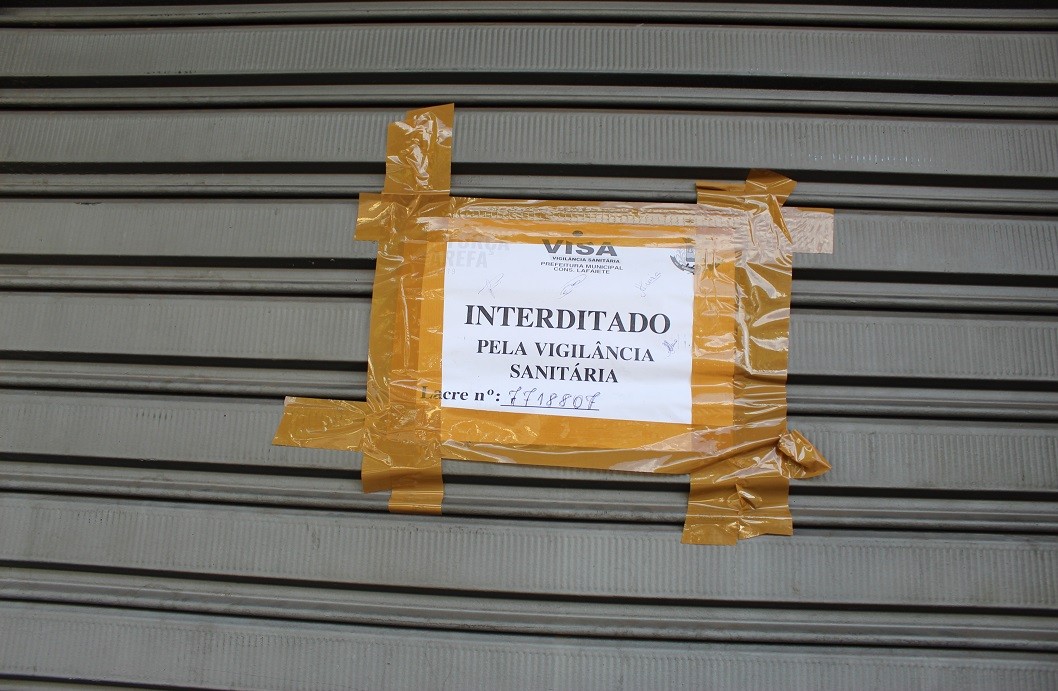 VISA
VIGILÂNCIA SANITÁRIA
PREFEITURA MUNICIPAL
CONS. LAFAIETE
INTERDITADO
PELA VIGILÂNCIA
SANITÁRIA
Lacre nº: 7718807